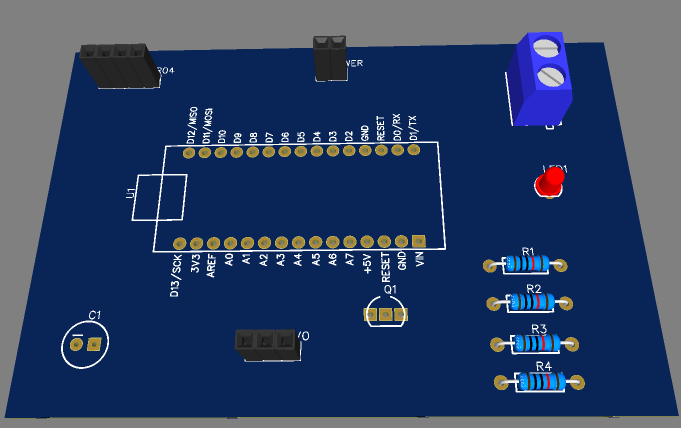 RO4
WER
D12/MISO
D11/MOSI
D10
D9
D8
D7
D6
D5
D4
D3
D2
GND
RESET
D0/RX
D1/TX
LED1
U1
D13/SCK
3V3
AREF
A0
A1
A2
A3
A4
A5
A6
A7
+5V
RESET
GND
VIN
R1
Q1
R2
C1
R3
R4